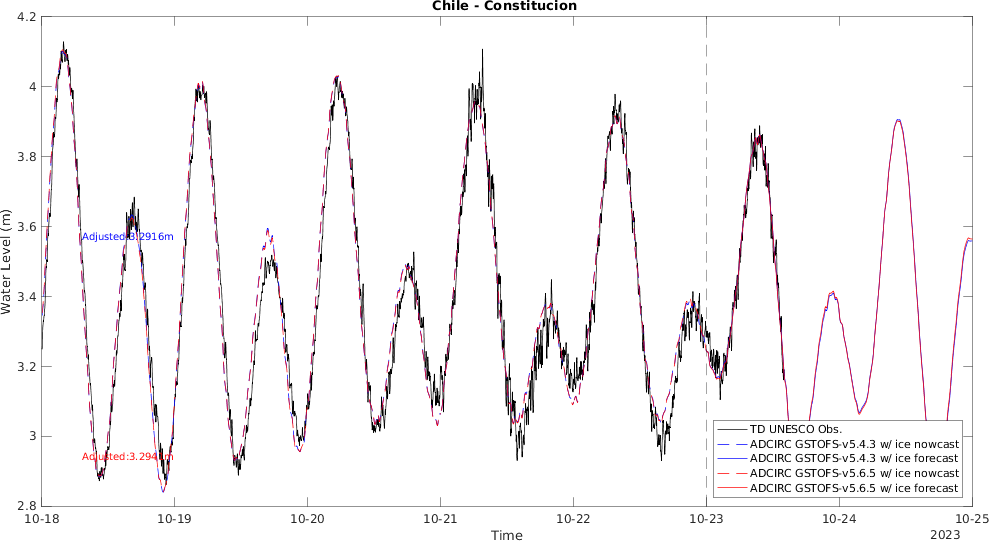 Chile - Constitucion
4.2
4
3.8
3.6
3.4
3.2
3
2.8
Water Level (m)
Adjusted:3.2916m
Adjusted:3.294
TD UNESCO Obs.
ADCIRC GSTOFS-v5.4.3 w/ ice nowcast
ADCIRC GSTOFS-v5.4.3 w/ ice forecast
ADCIRC GSTOFS-v5.6.5 w/ ice nowcast
ADCIRC GSTOFS-v5.6.5 w/ ice forecast
10-18
10-19
10-20
10-21
10-22
10-23
10-24
10-25
Time
2023